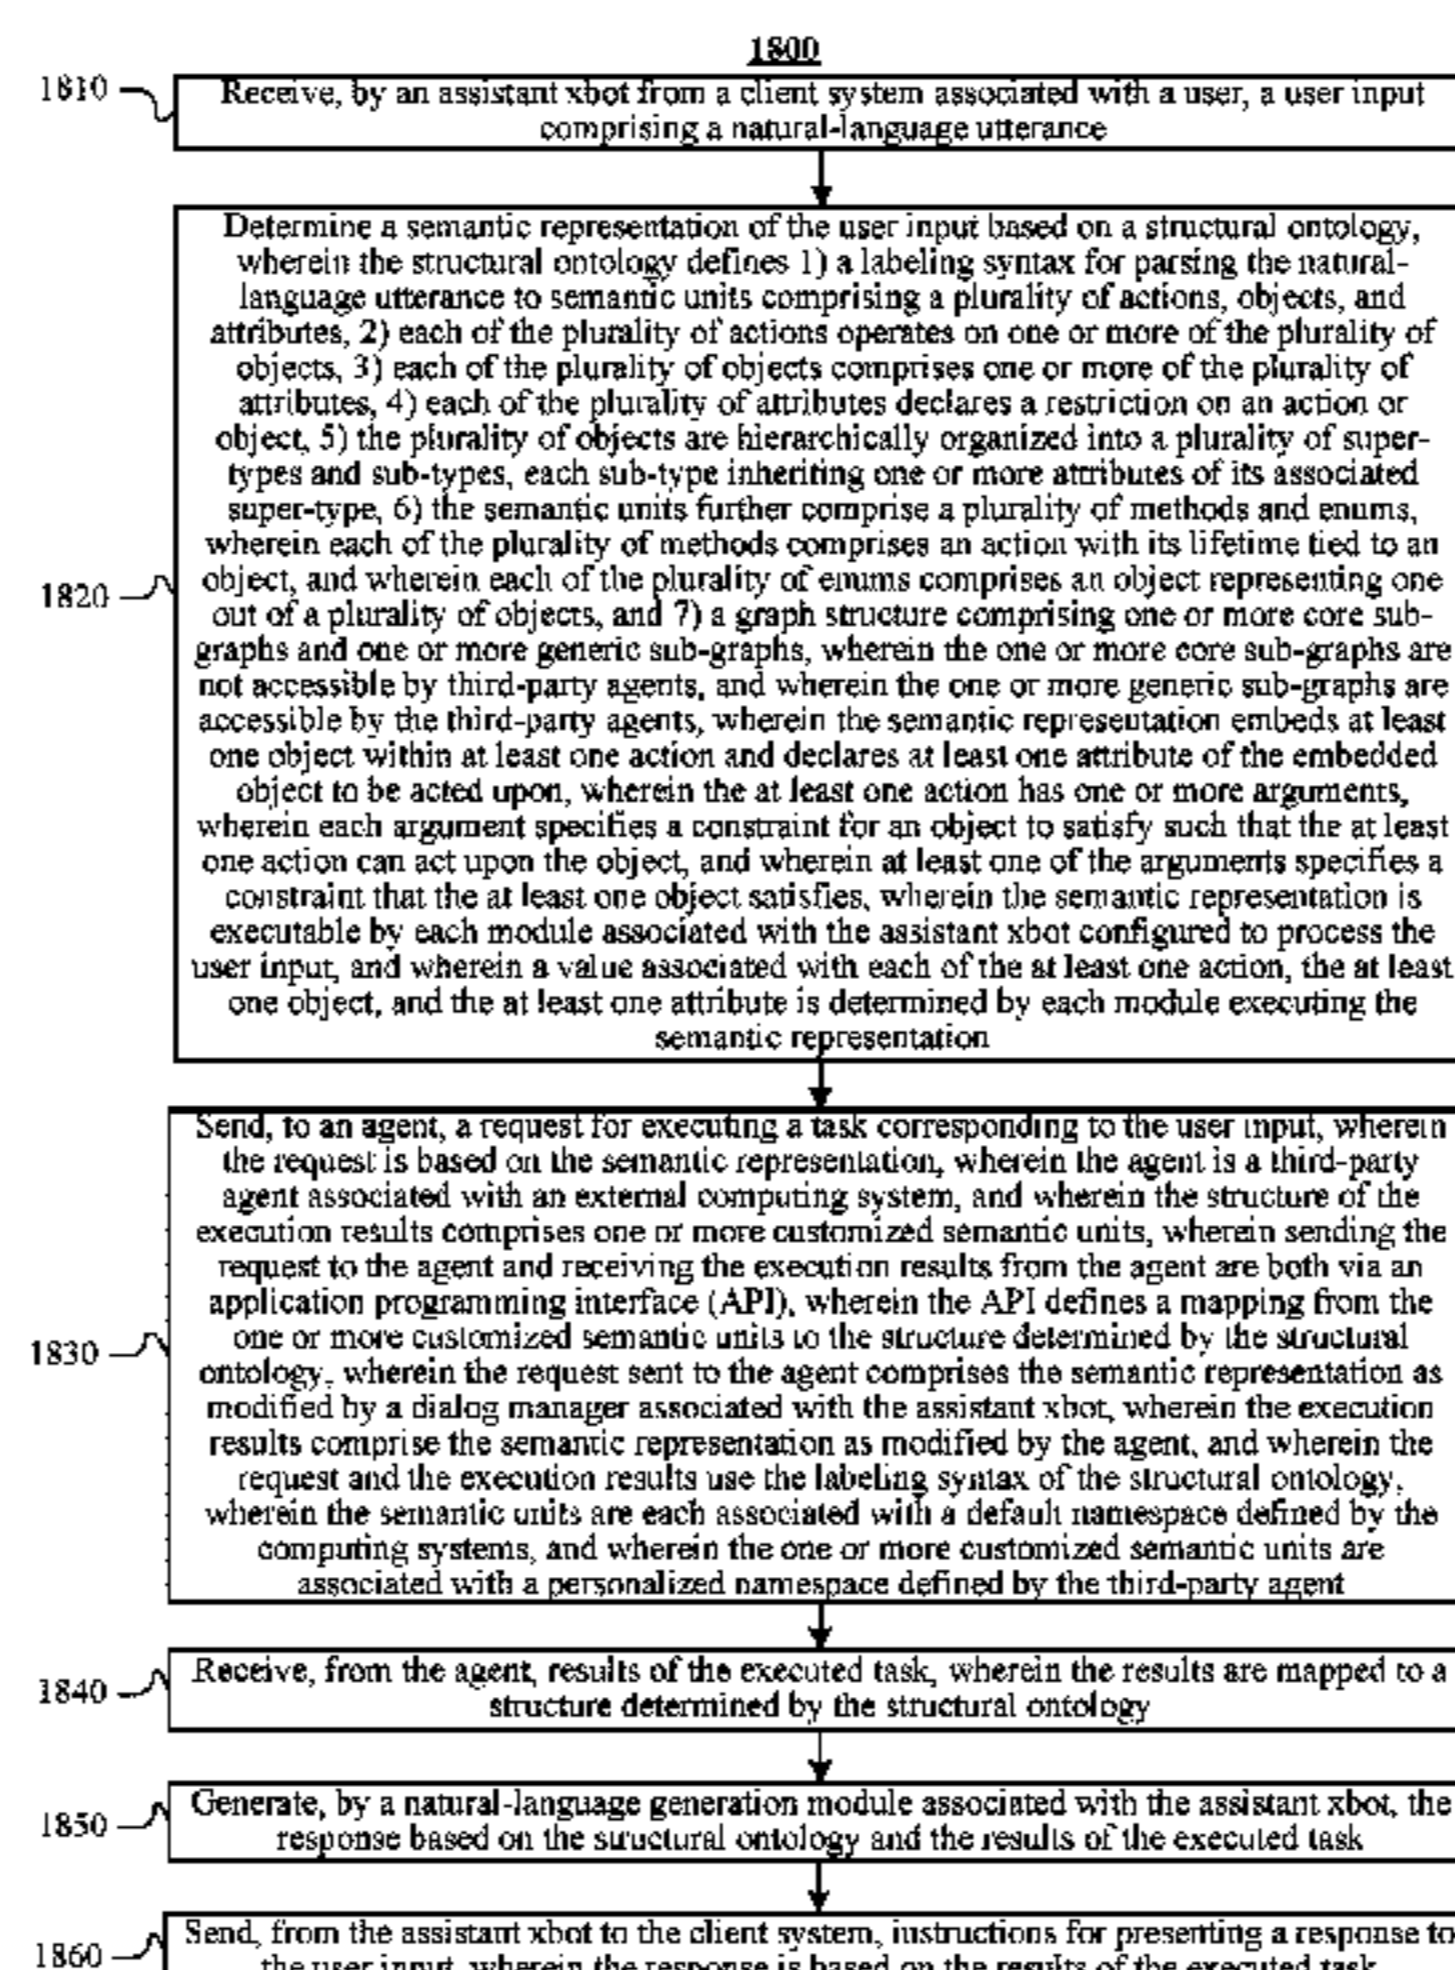 1800
1810
Receive, by an assistant xbot from a client system associated with a user, a user input
comprising a natural-language utterance
Determine a semantic representation of the user input based on a structural ontology,
wherein the structural ontology defines 1) a labeling syntax for parsing the natural-
language utterance to semantic units comprising a plurality of actions, objects, and
attributes, 2) each of the plurality of actions operates on one or more of the plurality of
objects, 3) each of the plurality of objects comprises one or more of the plurality of
attributes, 4) each of the plurality of attributes declares a restriction on an action or
object, 5) the plurality of objects are hierarchically organized into a plurality of super-
types and sub-types, each sub-type inheriting one or more attributes of its associated
super-type, 6) the semantic units further comprise a plurality of methods and enums,
wherein each of the plurality of methods comprises an action with its lifetime tied to an
1820
object, and wherein each of the plurality of enums comprises an object representing one
out of a plurality of objects, and 7) a graph structure comprising one or more core sub-
graphs and one or more generic sub-graphs, wherein the one or more core sub-graphs are
not accessible by third-party agents, and wherein the one or more generic sub-graphs are
accessible by the third-party agents, wherein the semantic representation embeds at least
one object within at least one action and declares at least one attribute of the embedded
object to be acted upon, wherein the at least one action has one or more arguments,
wherein each argument specifies a constraint for an object to satisfy such that the at least
one action can act upon the object, and wherein at least one of the arguments specifies a
constraint that the at least one object satisfies, wherein the semantic representation is
executable by each module associated with the assistant xbot configured to process the
user input, and wherein a value associated with each of the at least one action, the at least
one object, and the at least one attribute is determined by each module executing the
semantic representation
Send, to an agent, a request for executing a task corresponding to the user input, wherein
the request is based on the semantic representation, wherein the agent is a third-party
agent associated with an external computing system, and wherein the structure of the
execution results comprises one or more customized semantic units, wherein sending the
request to the agent and receiving the execution results from the agent are both via an
application programming interface (API), wherein the API defines a mapping from the
1830
one or more customized semantic units to the structure determined by the structural
ontology, wherein the request sent to the agent comprises the semantic representation as
modified by a dialog manager associated with the assistant xbot, wherein the execution
results comprise the semantic representation as modified by the agent, and wherein the
request and the execution results use the labeling syntax of the structural ontology,
wherein the semantic units are each associated with a default namespace defined by the
computing systems, and wherein the one or more customized semantic units are
associated with a personalized namespace defined by the third-party agent
1840
Receive, from the agent, results of the executed task, wherein the results are mapped to a
structure determined by the structural ontology
1850
Generate, by a natural-language generation module associated with the assistant xbot, the
response based on the structural ontology and the results of the executed task
1860
Send, from the assistant xbot to the client system, instructions for presenting a response to
the user input, wherein the response is based on the results of the executed task